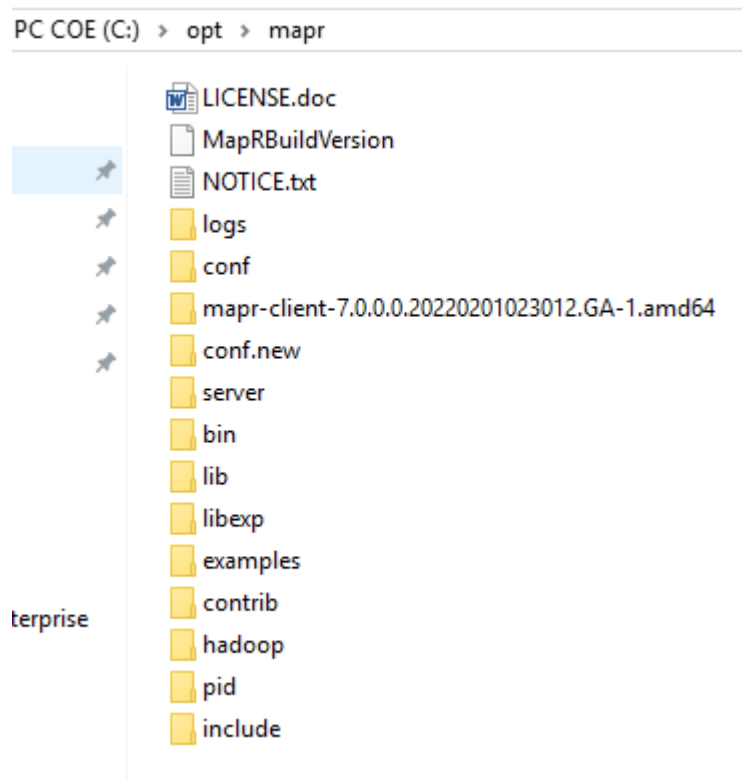 PC COE (C:) > opt > mapr
LICENSE.doc
MapRBuildVersion
NOTICE.txt
logs
conf
mapr-client-7.0.0.0.20220201023012.GA-1.amd64
conf.new
server
bin
lib
libexp
examples
contrib
terprise
hadoop
pid
include